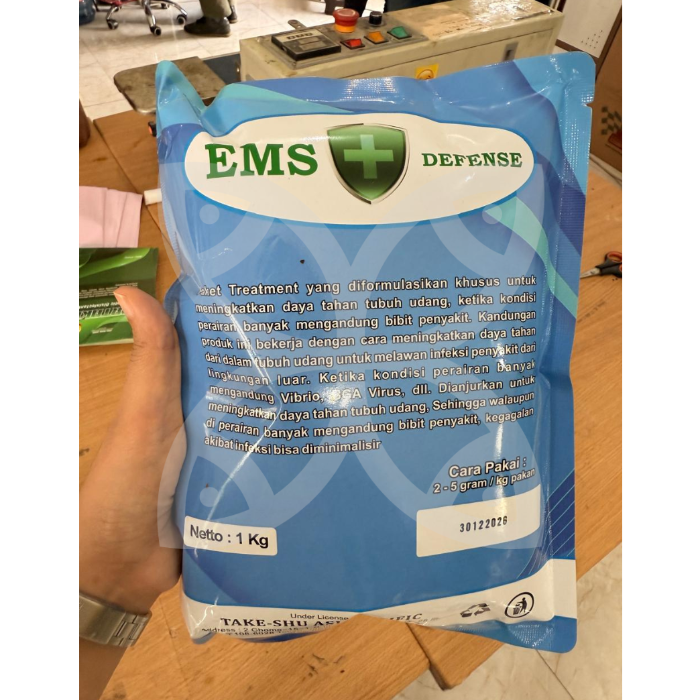 EMS DEFENSE
Treatment yang diformulasikan khusus untuk
meningkatkan daya tahan tubuh udang, ketika kondisi
perairan banyak mengandung bibit penyakit. Kandungan
produk ini bekerja dengan cara meningkatkan daya tahan
dari dalam tubuh udang untuk melawan infeksi penyakit dari
lingkungan luar. Ketika kondisi perairan banyak
mengandung Vibrio, BGA Virus, dll. Dianjurkan untuk
meningkatkan daya tahan tubuh udang, Sehingga walaupun
di perairan banyak mengandung bibit penyakit, kegagalan
akibat infeksi bisa diminimalisir
Cara Pakai :
2 - 5 gram / kg pakan
30122026
Netto : 1 Kg
Under License
TAKE-SHU